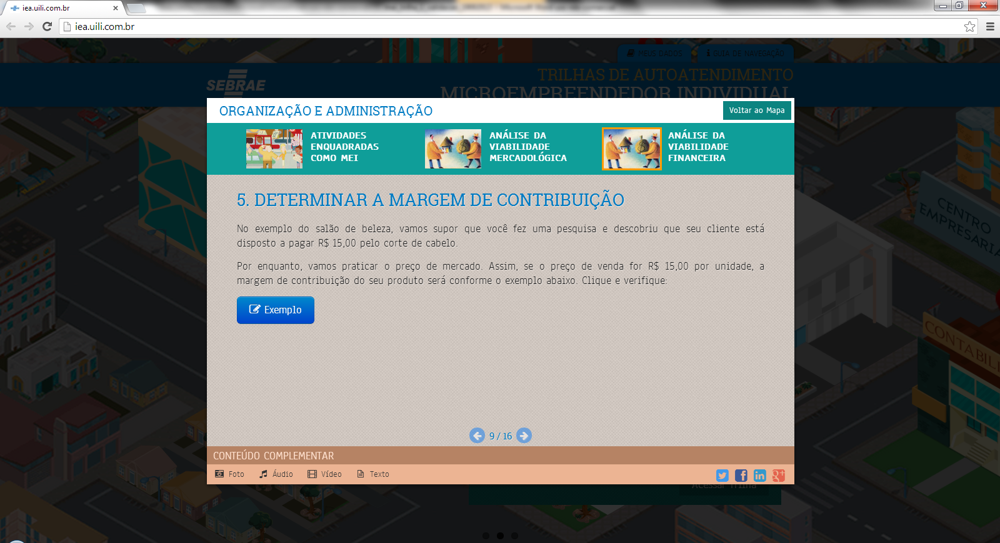 iea.uili.com.br
iea.uili.com.br
MEUS DADOS
GUIA DE NAVEGAÇÃO
SEBRAE
TRILHAS DE AUTOATENDIMENTO
MICROEMPREENDEDOR INDIVIDUAL
ORGANIZAÇÃO E ADMINISTRAÇÃO
Voltar ao Mapa
ATIVIDADES
ENQUADRADAS
COMO MEI
ANÁLISE DA
VIABILIDADE
MERCADOLÓGICA
ANÁLISE DA
VIABILIDADE
FINANCEIRA
5. DETERMINAR A MARGEM DE CONTRIBUIÇÃO
No exemplo do salão de beleza, vamos supor que você fez uma pesquisa e descobriu que seu cliente está
disposto a pagar R$ 15,00 pelo corte de cabelo.
Por enquanto, vamos praticar o preço de mercado. Assim, se o preço de venda for R$ 15,00 por unidade, a
margem de contribuição do seu produto será conforme o exemplo abaixo. Clique e verifique:
Exemplo
9 / 16
CONTEÚDO COMPLEMENTAR
Foto
Áudio
Vídeo
Texto
Acessar Trilha
CENTRO
EMPRESARIA
CONTABILI